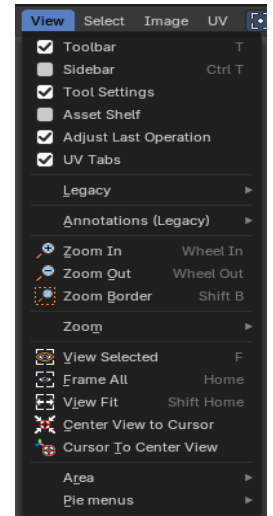 View Select Image UV
Toolbar T
Sidebar Ctrl T
Tool Settings
Asset Shelf
Adjust Last Operation
UV Tabs
Legacy
Annotations (Legacy)
Zoom In Wheel In
Zoom Out Wheel Out
Zoom Border Shift B
Zoom
View Selected F
Frame All Home
View Fit Shift Home
Center View to Cursor
Cursor To Center View
Area
Pie menus